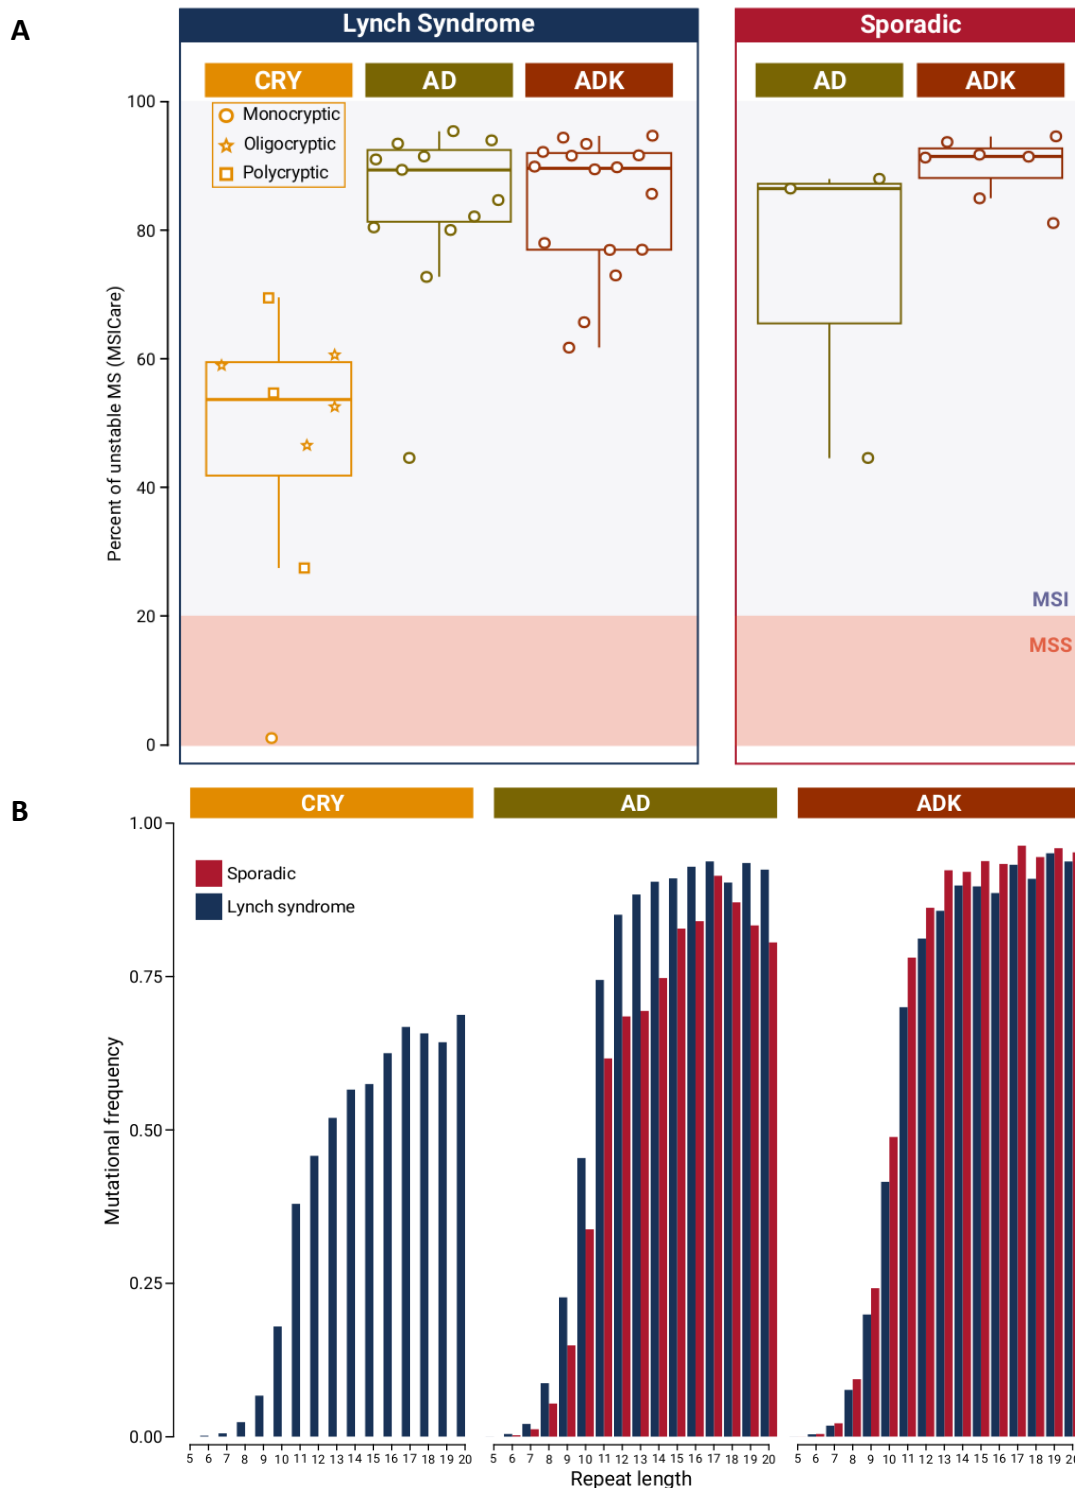 A
Lynch Syndrome
Sporadic
CRY
AD
ADK
AD
ADK
Monocryptic
Oligocryptic
Polycryptic
100
80
60
40
20
0
Percent of unstable MS (MSICare)
MSI
MSS
B
CRY
AD
ADK
Sporadic
Lynch syndrome
1.00
0.75
0.50
0.25
0.00
Mutational frequency
5 6 7 8 9 10 11 12 13 14 15 16 17 18 19 20
5 6 7 8 9 10 11 12 13 14 15 16 17 18 19 20
5 6 7 8 9 10 11 12 13 14 15 16 17 18 19 20
Repeat length